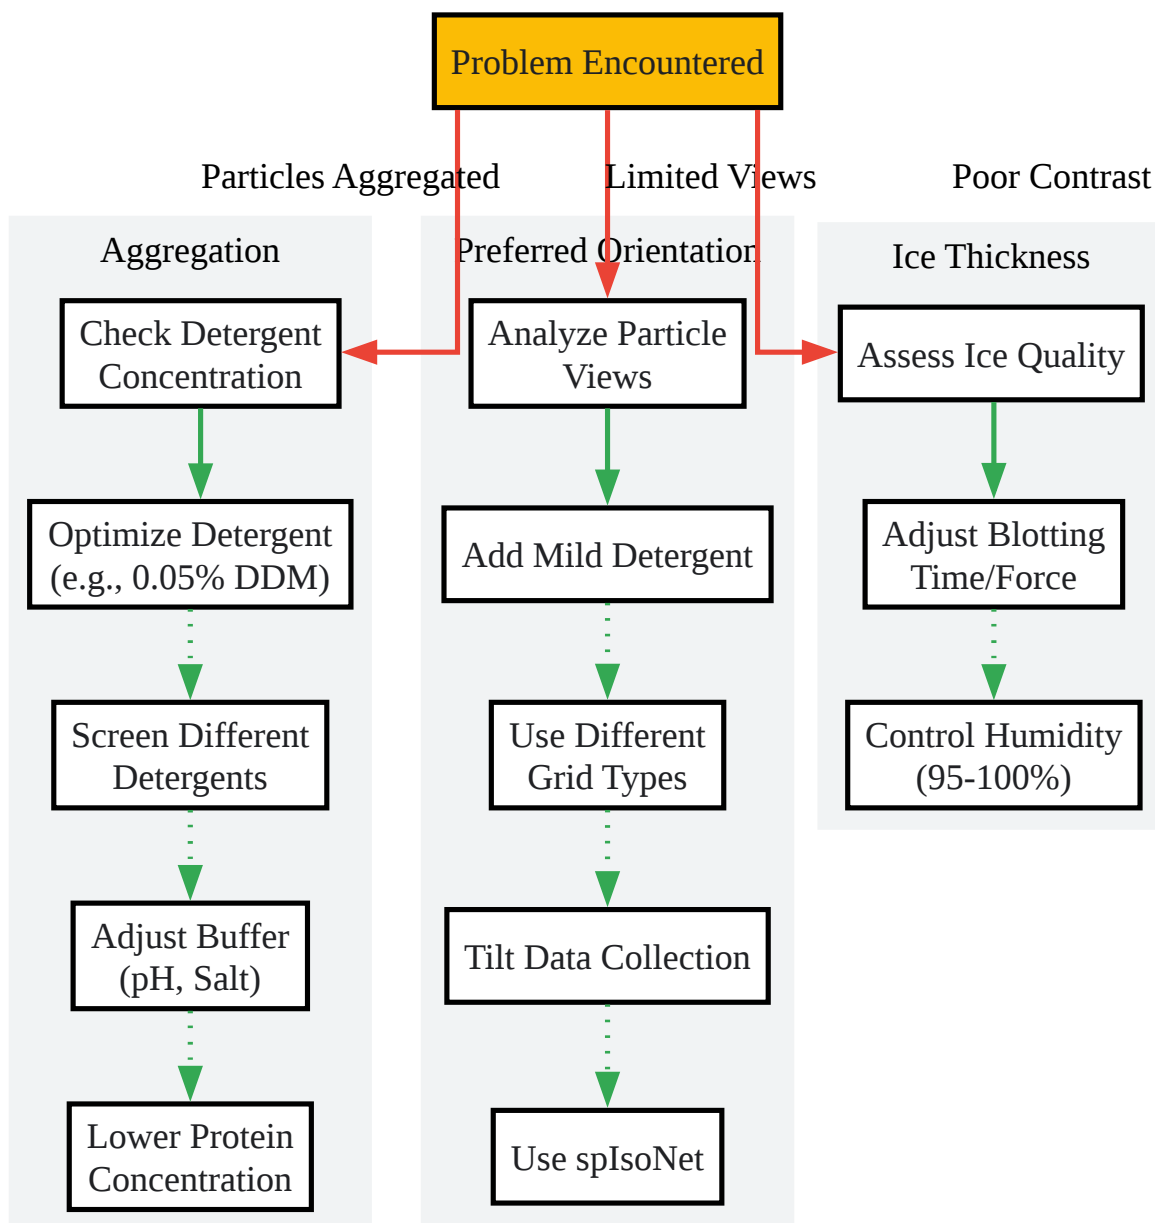 Problem Encountered
Particles Aggregated
Limited Views
Poor Contrast
Aggregation
Check Detergent
Concentration
Optimize Detergent
(e.g., 0.05% DDM)
Screen Different
Detergents
Adjust Buffer
(pH, Salt)
Lower Protein
Concentration
Preferred Orientation
Analyze Particle
Views
Add Mild Detergent
Use Different
Grid Types
Tilt Data Collection
Use spIsoNet
Ice Thickness
Assess Ice Quality
Adjust Blotting
Time/Force
Control Humidity
(95-100%)